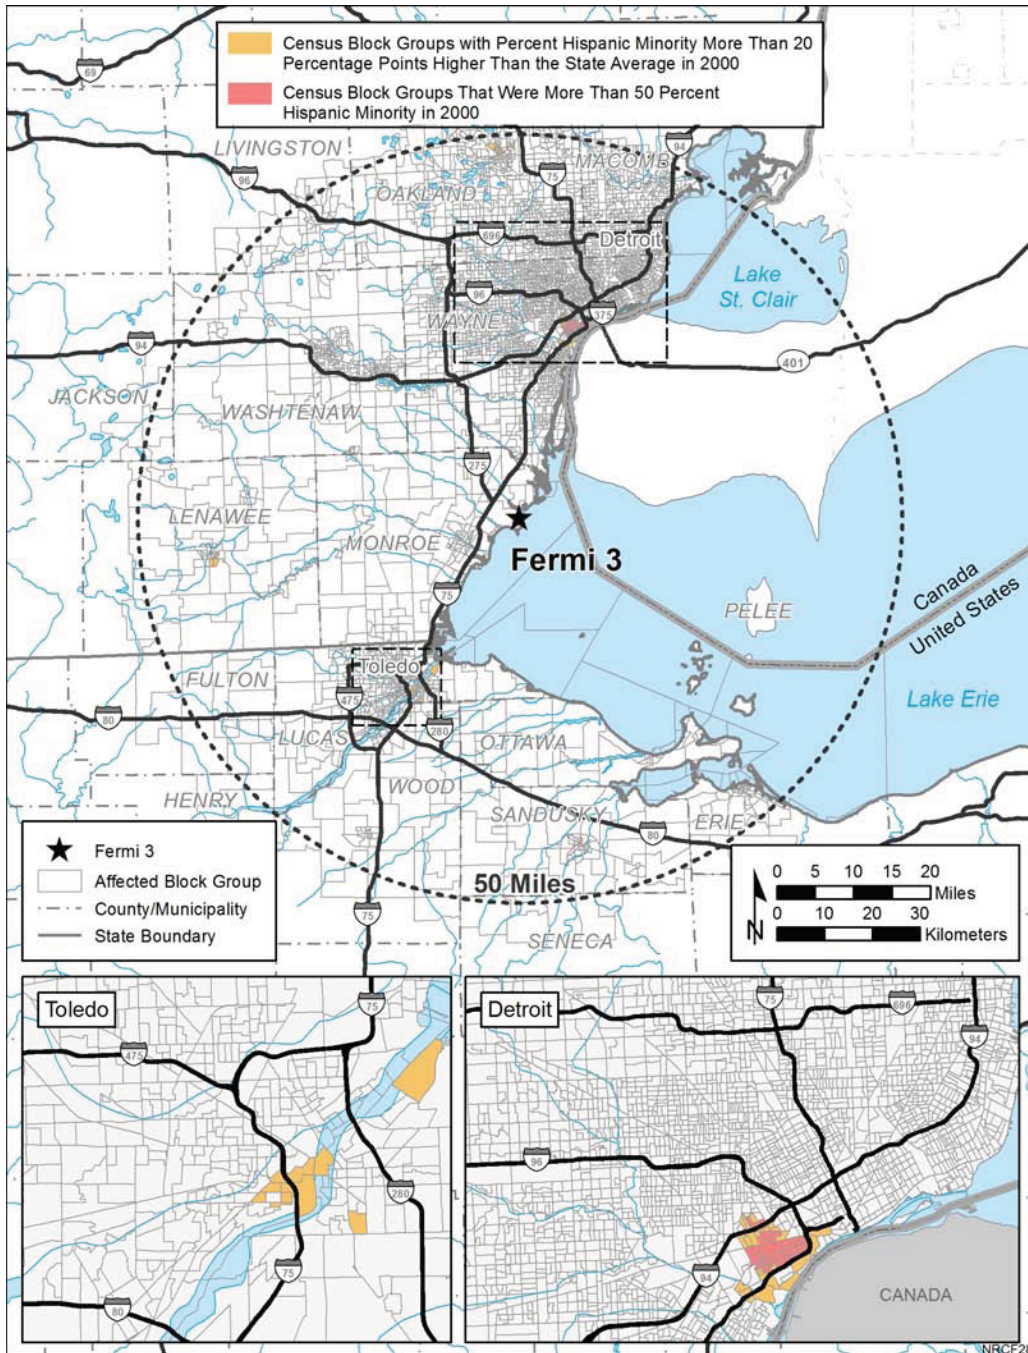 Census Block Groups with Percent Hispanic Minority More Than 20
Percentage Points Higher Than the State Average in 2000
Census Block Groups That Were More Than 50 Percent
Hispanic Minority in 2000
69
LIVINGSTON
96
OAKLAND
MACOMB
94
75
696
Detroit
Lake
St. Clair
96
WAYNE
375
94
401
JACKSON
WASHTENAW
275
LENAWEE
MONROE
Fermi 3
75
PELEE
Canada
United States
Toledo
FULTON
475
Lake Erie
80
280
LUCAS
OTTAWA
HENRY
WOOD
SANDUSKY
ERIE
80
50 Miles
75
SENECA
Fermi 3
Affected Block Group
County/Municipality
State Boundary
0 5 10 15 20
Miles
0 10 20 30
Kilometers
N
Toledo
75
475
280
75
80
Detroit
75
696
94
96
94
CANADA